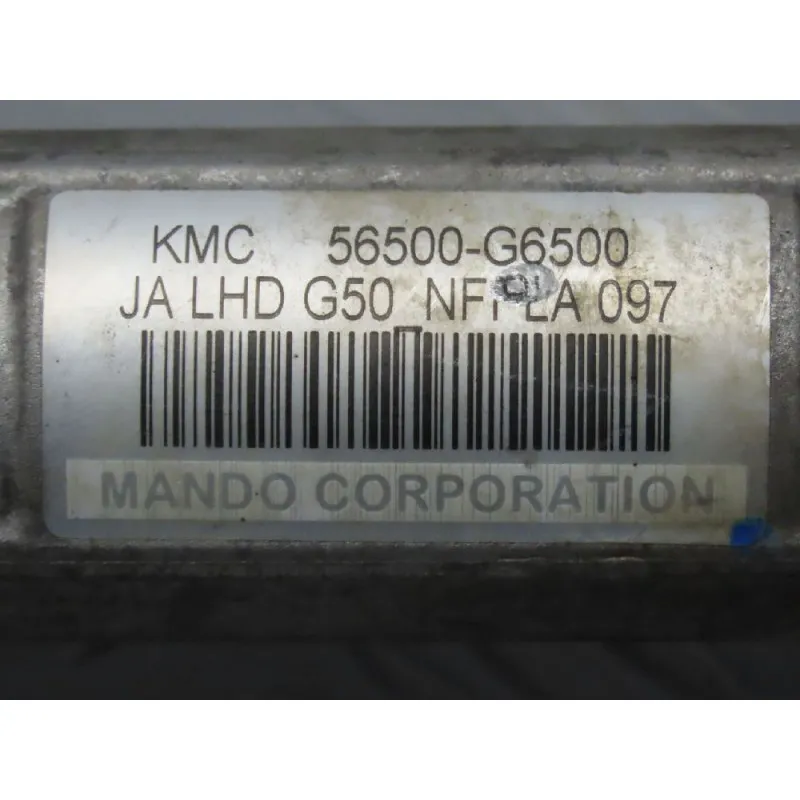 KMC 56500-G6500
JA LHD G50 097
MANDO CORPORATION